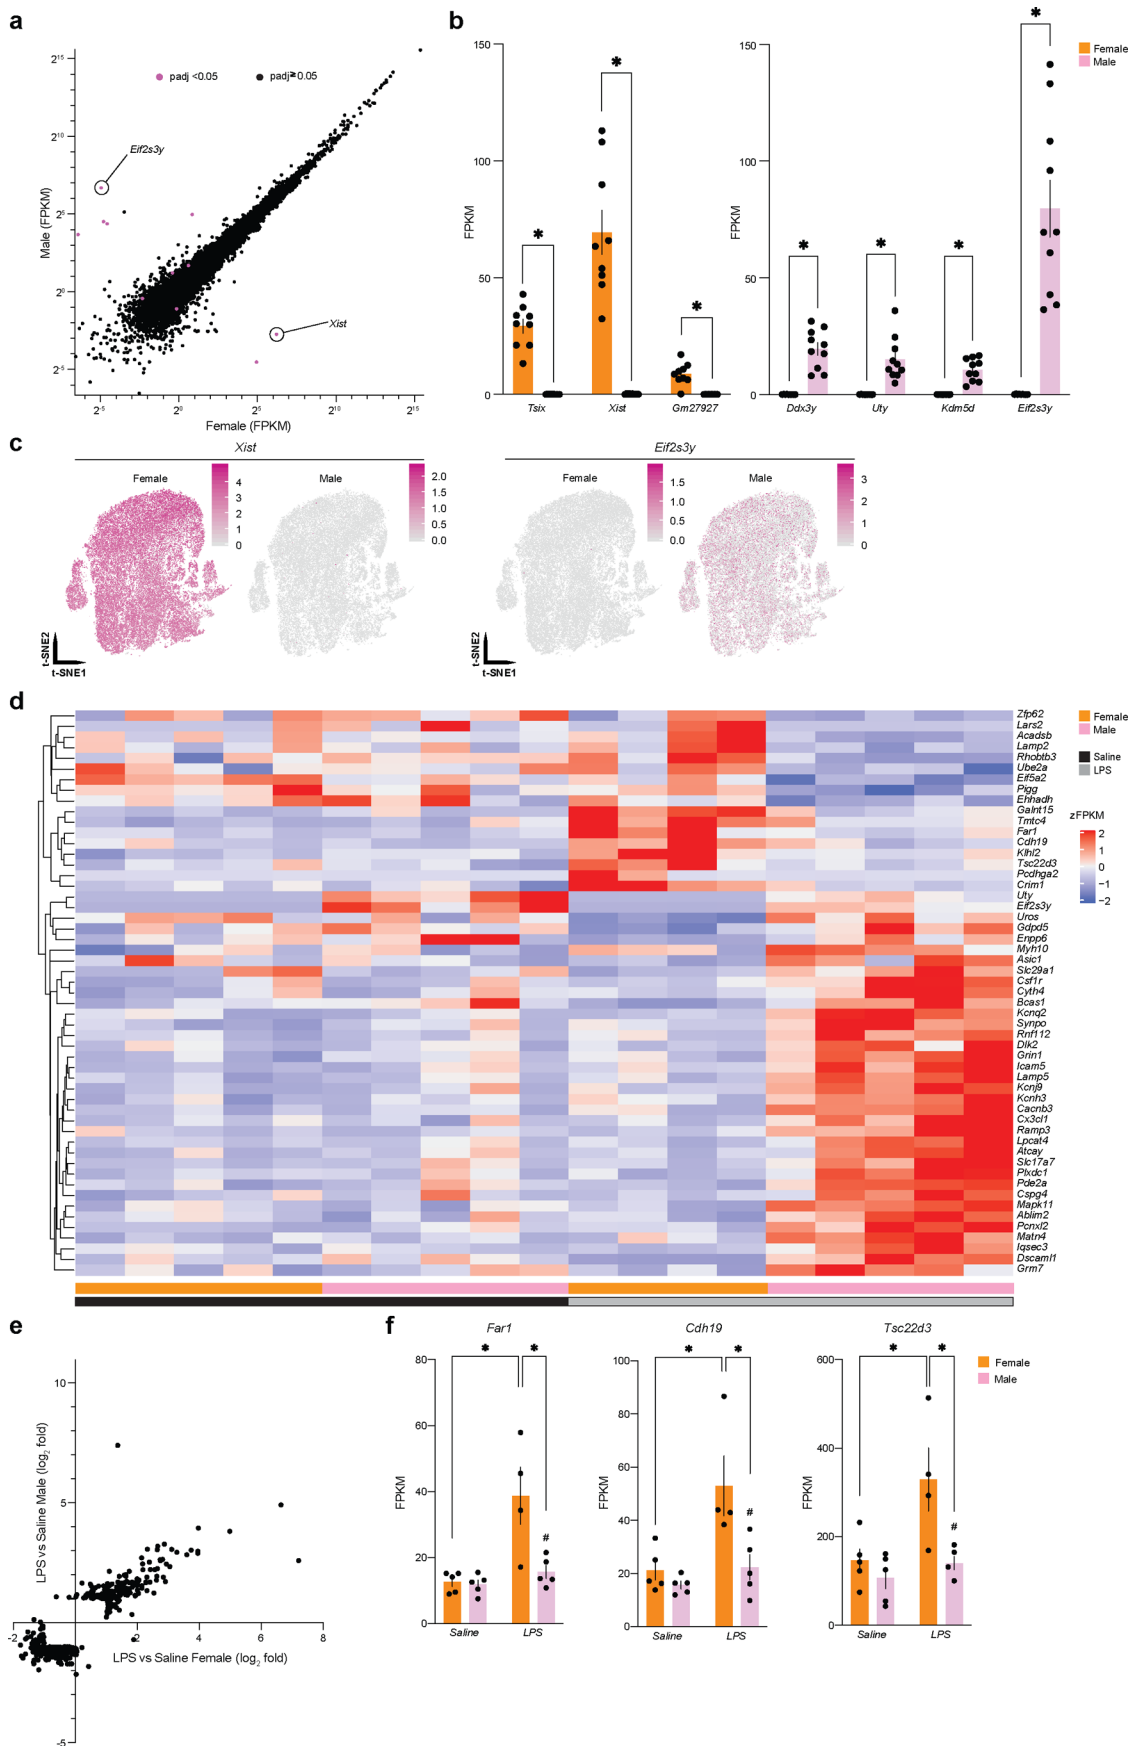 a
2^15
2^10
2^5
2^0
2^-5
Male (FPKM)
padj <0.05
padj≥0.05
Eif2s3y
Xist
2^-5
2^0
2^5
2^10
2^15
Female (FPKM)
b
150
100
50
0
FPKM
*
*
*
Tsix
Xist
Gm27927
150
100
50
0
FPKM
*
*
*
*
Ddx3y
Uty
Kdm5d
Eif2s3y
Female
Male
c
Xist
Female
4
3
2
1
0
Male
2.0
1.5
1.0
0.5
0.0
t-SNE2
t-SNE1
Eif2s3y
Female
1.5
1.0
0.5
0.0
Male
3
2
1
0
t-SNE2
t-SNE1
d
Zfp62
Lars2
Acadsb
Lamp2
Rhobtb3
Ube2a
Eif5a2
Pigg
Ehhadh
Galnt15
Tmtc4
Far1
Cdh19
Klhl2
Tsc22d3
Pcdhga2
Crim1
Uty
Eif2s3y
Uros
Gdpd5
Enpp6
Myh10
Asic1
Slc29a1
Csf1r
Cyth4
Bcas1
Kcnq2
Synpo
Rnf112
Dlk2
Grin1
Icam5
Lamp5
Kcnj9
Kcnh3
Cacnb3
Cx3cl1
Ramp3
Lpcat4
Atcay
Slc17a7
Plxdc1
Pde2a
Cspg4
Mapk11
Ablim2
Pcnxl2
Matn4
Iqsec3
Dscaml1
Grm7
Female
Male
Saline
LPS
zFPKM
2
1
0
-1
-2
e
10
5
-5
-2
2
4
6
8
LPS vs Saline Male (log2 fold)
LPS vs Saline Female (log2 fold)
f
Far1
80
60
40
20
0
FPKM
*
*
#
Saline
LPS
Cdh19
100
80
60
40
20
0
FPKM
*
*
#
Saline
LPS
Tsc22d3
600
400
200
0
FPKM
*
*
#
Saline
LPS
Female
Male